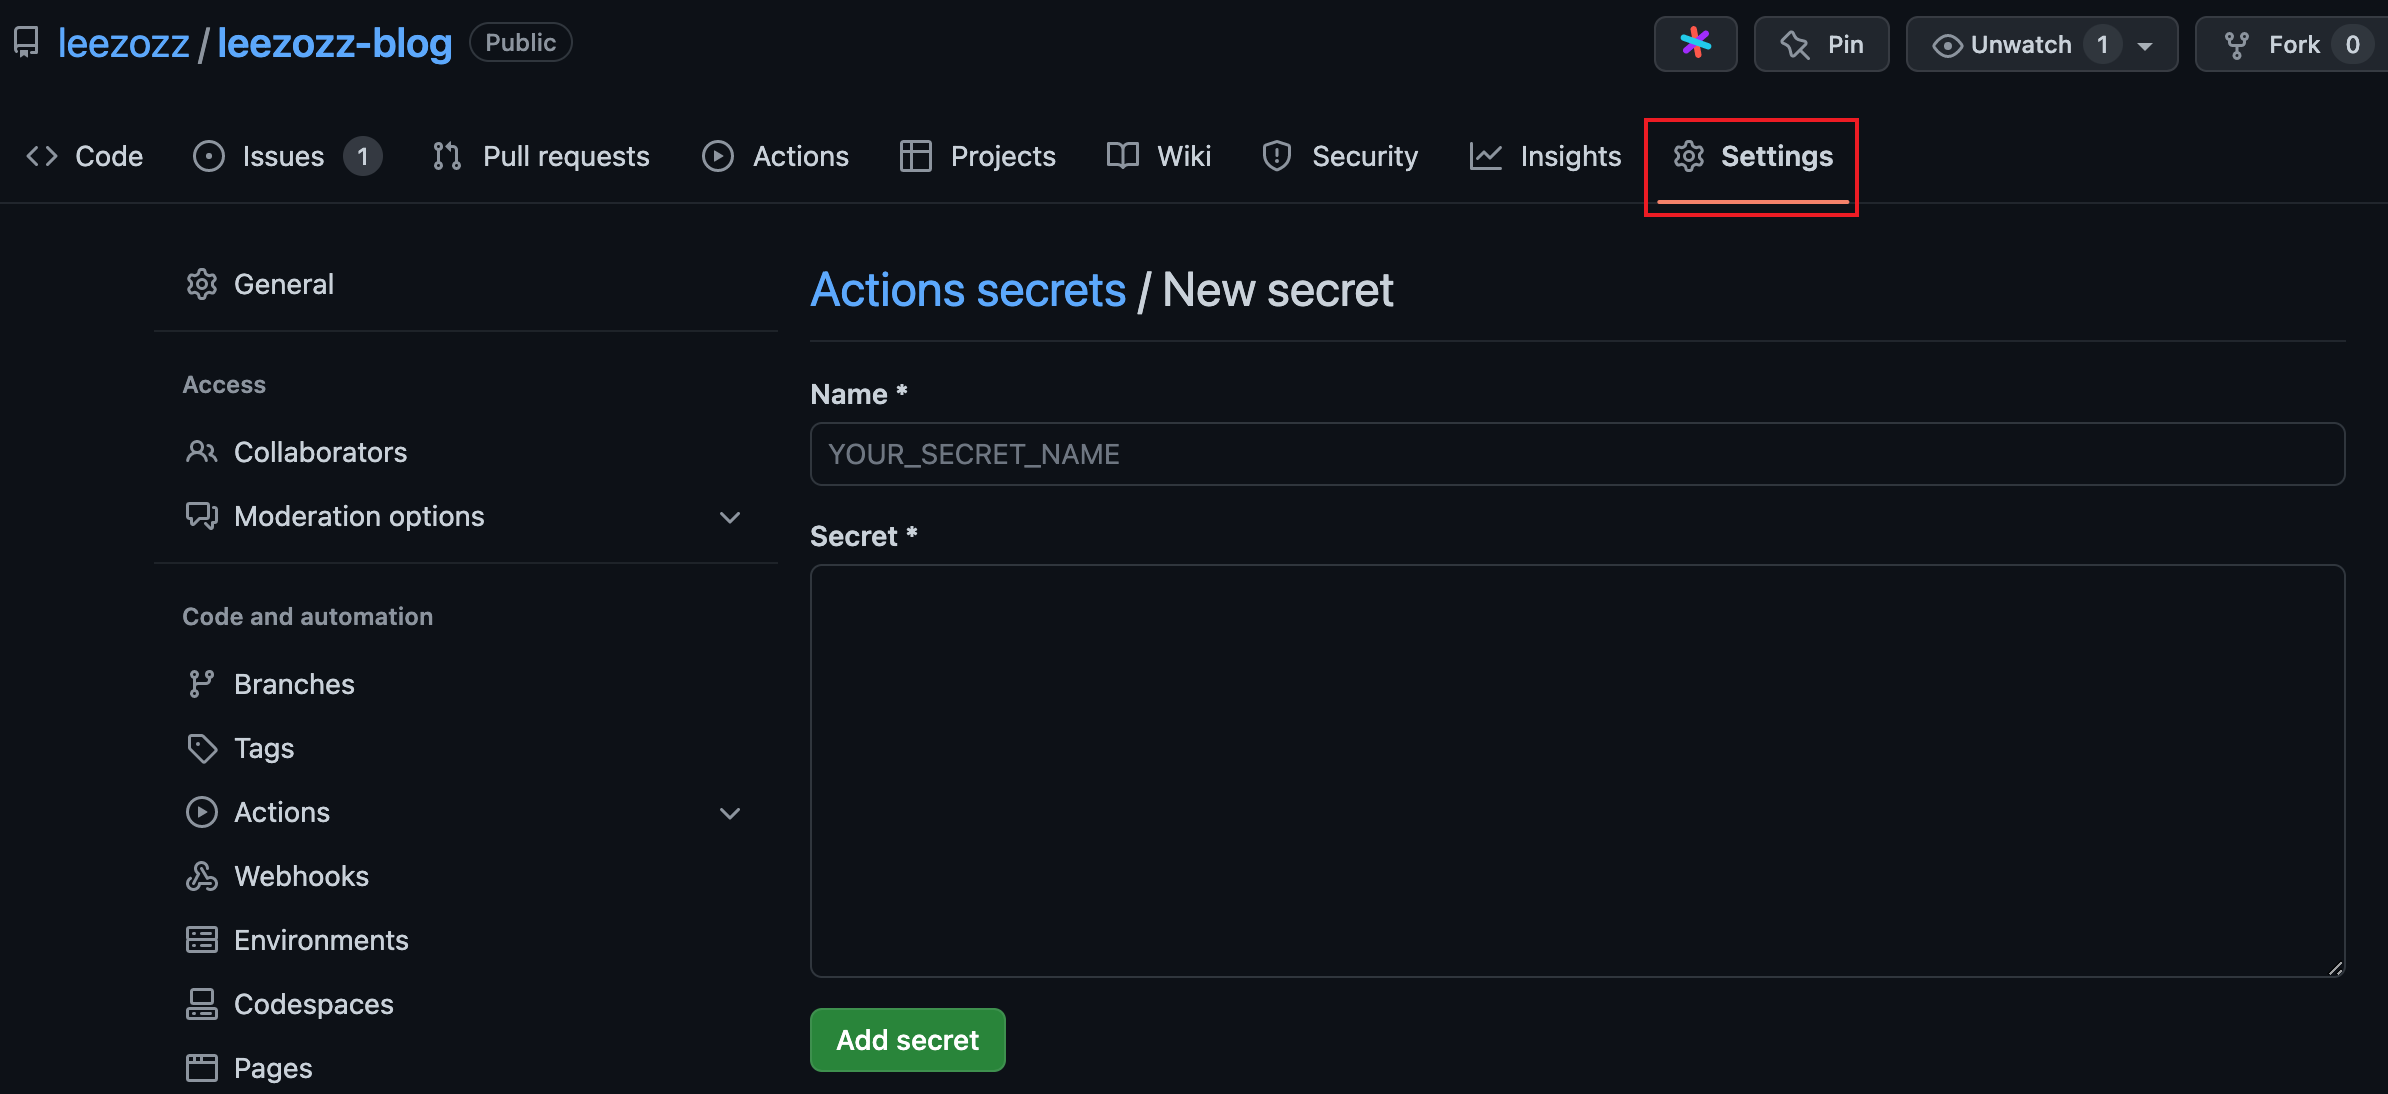 leezozz / leezozz-blog Public Pin Unwatch 1 Fork 0
Code Issues 1 Pull requests Actions Projects Wiki Security Insights Settings
General
Access
Collaborators
Moderation options
Code and automation
Branches
Tags
Actions
Webhooks
Environments
Codespaces
Pages
Actions secrets / New secret
Name *
YOUR_SECRET_NAME
Secret *
Add secret